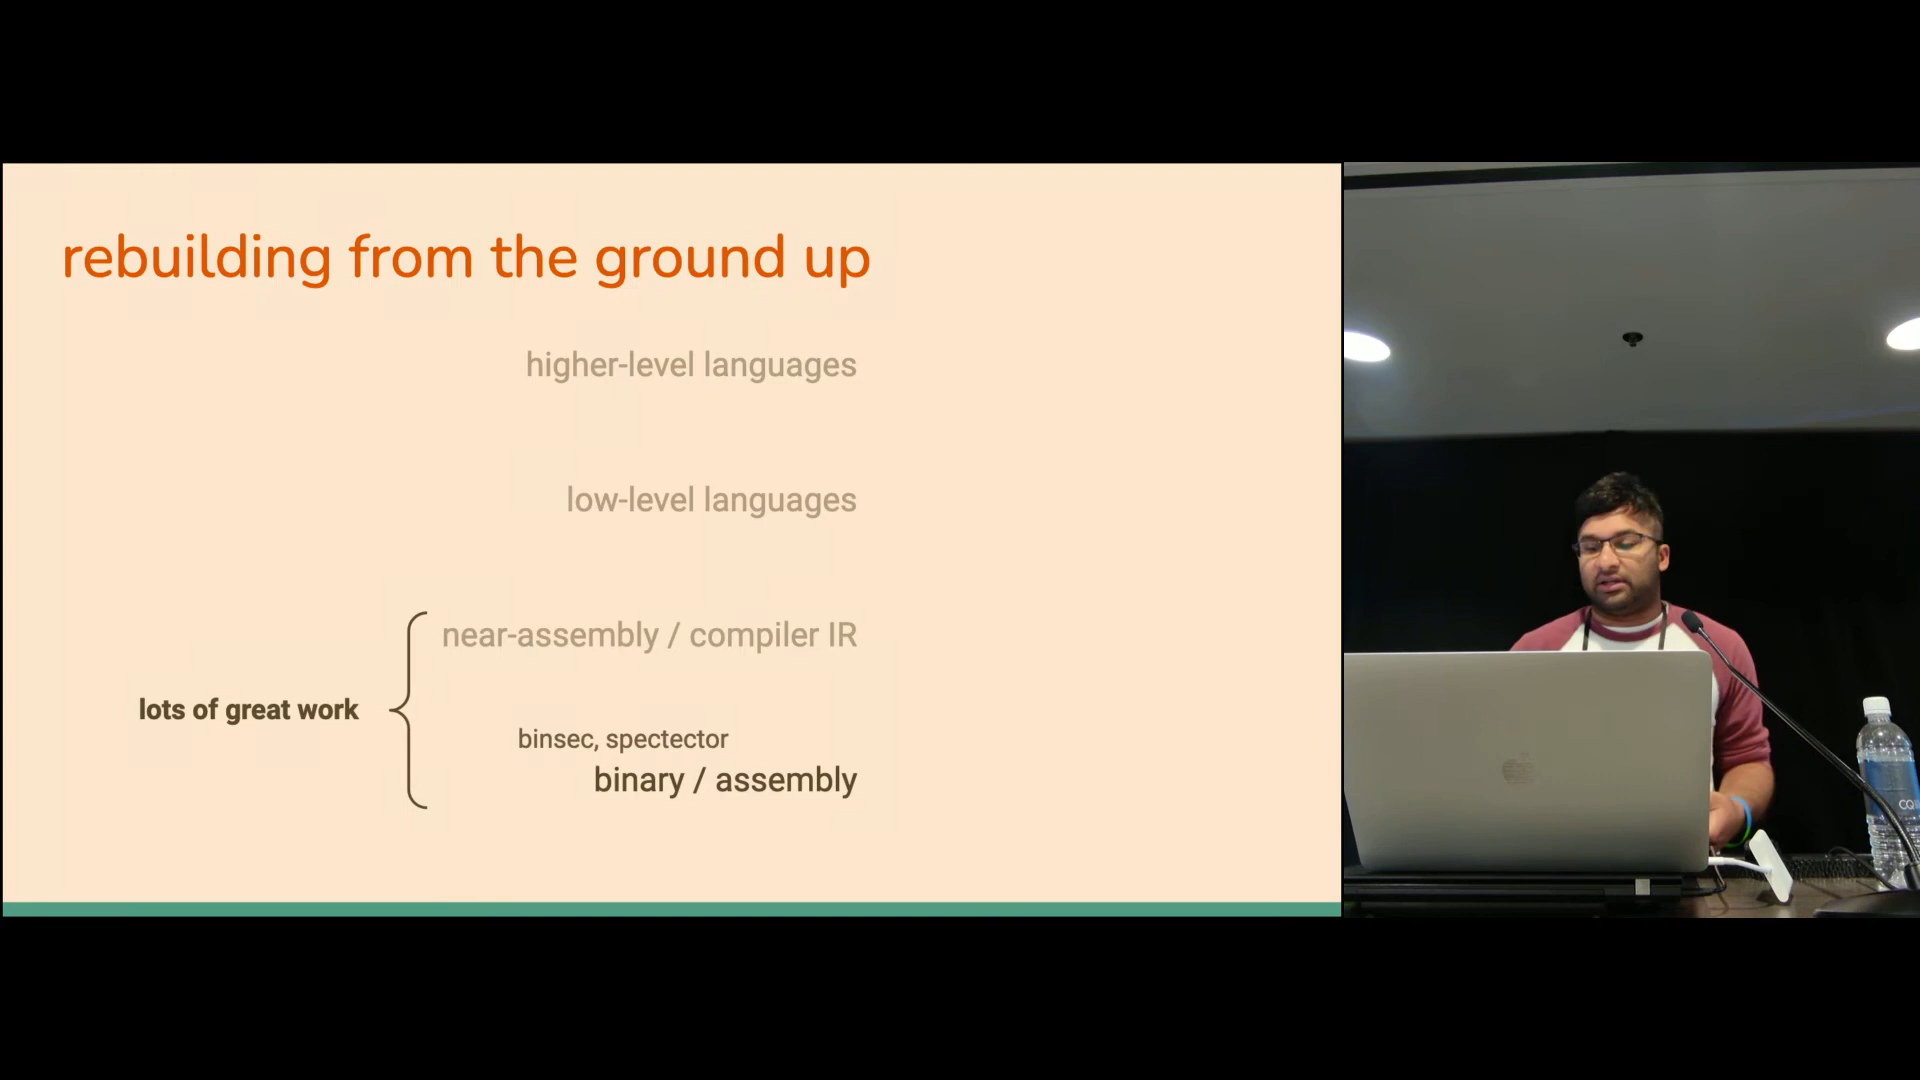 rebuilding from the ground up
higher-level languages
low-level languages
near-assembly / compiler IR
lots of great work
binsec, spectector
binary / assembly
CQ